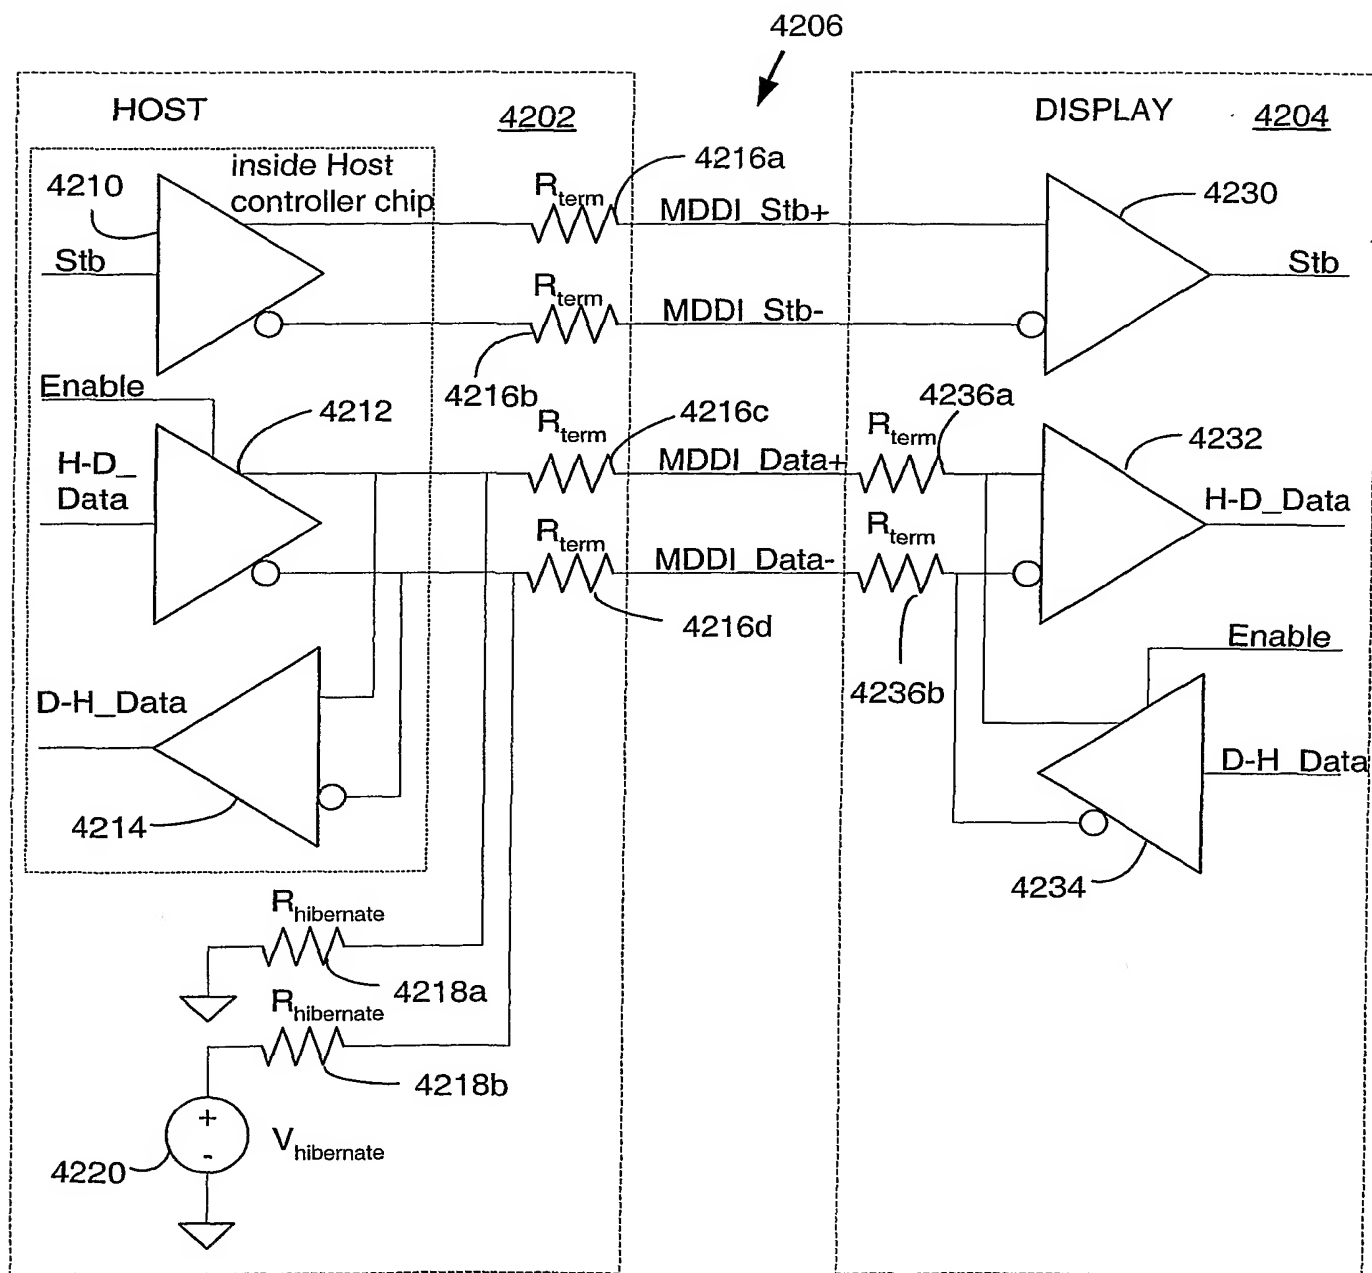 4206
HOST
4202
DISPLAY
4204
inside Host
controller chip
4210
Stb
Rterm
4216a
MDDI_Stb+
4230
Stb
Rterm
MDDI_Stb-
4216b
Enable
4212
H-D_
Data
Rterm
4216c
MDDI_Data+
4236a
Rterm
4232
H-D_Data
Rterm
MDDI_Data-
Rterm
4216d
4236b
Enable
D-H_Data
D-H_Data
4214
4234
Rhibernate
4218a
Rhibernate
4218b
+
-
Vhibernate
4220